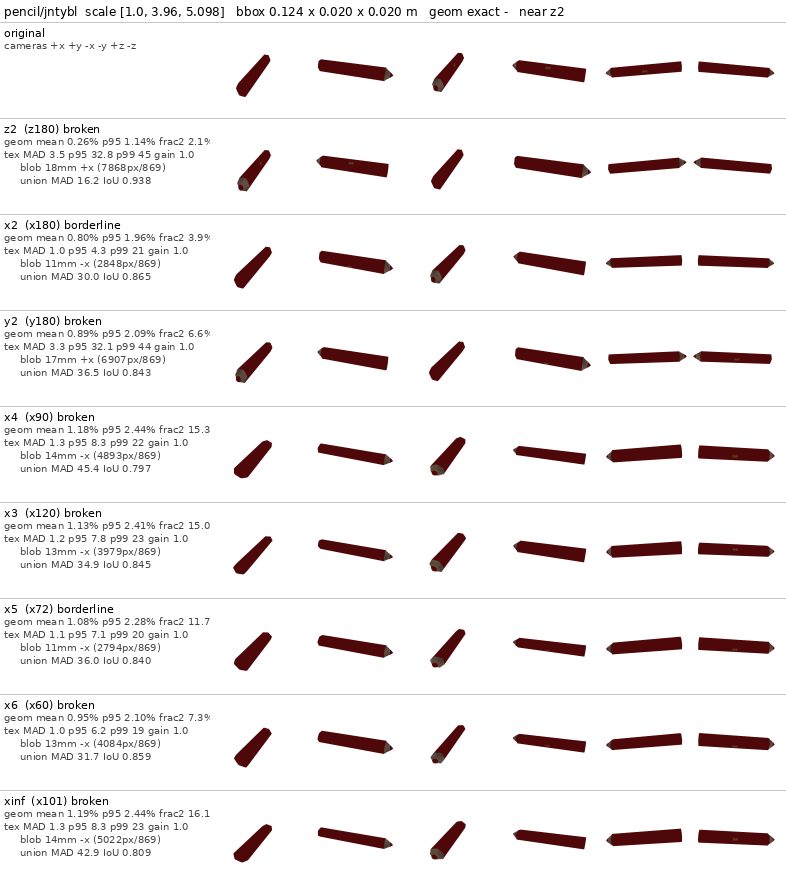 pencil/jntybl  scale [1.0, 3.96, 5.098]   bbox 0.124 x 0.020 x 0.020 m   geom exact -   near z2
original
cameras +x +y -x -y +z -z
z2  (z180) broken
geom mean 0.26% p95 1.14% frac2 2.1%
tex MAD 3.5 p95 32.8 p99 45 gain 1.0
blob 18mm +x (7868px/869)
union MAD 16.2 IoU 0.938
x2  (x180) borderline
geom mean 0.80% p95 1.96% frac2 3.9%
tex MAD 1.0 p95 4.3 p99 21 gain 1.0
blob 11mm -x (2848px/869)
union MAD 30.0 IoU 0.865
y2  (y180) broken
geom mean 0.89% p95 2.09% frac2 6.6%
tex MAD 3.3 p95 32.1 p99 44 gain 1.0
blob 17mm +x (6907px/869)
union MAD 36.5 IoU 0.843
x4  (x90) broken
geom mean 1.18% p95 2.44% frac2 15.3
tex MAD 1.3 p95 8.3 p99 22 gain 1.0
blob 14mm -x (4893px/869)
union MAD 45.4 IoU 0.797
x3  (x120) broken
geom mean 1.13% p95 2.41% frac2 15.0
tex MAD 1.2 p95 7.8 p99 23 gain 1.0
blob 13mm -x (3979px/869)
union MAD 34.9 IoU 0.845
x5  (x72) borderline
geom mean 1.08% p95 2.28% frac2 11.7
tex MAD 1.1 p95 7.1 p99 20 gain 1.0
blob 11mm -x (2794px/869)
union MAD 36.0 IoU 0.840
x6  (x60) broken
geom mean 0.95% p95 2.10% frac2 7.3%
tex MAD 1.0 p95 6.2 p99 19 gain 1.0
blob 13mm -x (4084px/869)
union MAD 31.7 IoU 0.859
xinf  (x101) broken
geom mean 1.19% p95 2.44% frac2 16.1
tex MAD 1.3 p95 8.3 p99 23 gain 1.0
blob 14mm -x (5022px/869)
union MAD 42.9 IoU 0.809